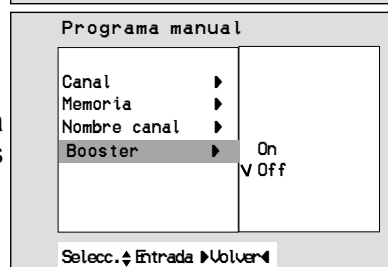 Programa manual
Canal ▶
Memoria ▶
Nombre canal ▶
Booster ▶ On
V Off
Selecc.♦ Entrada ▶Volver◀